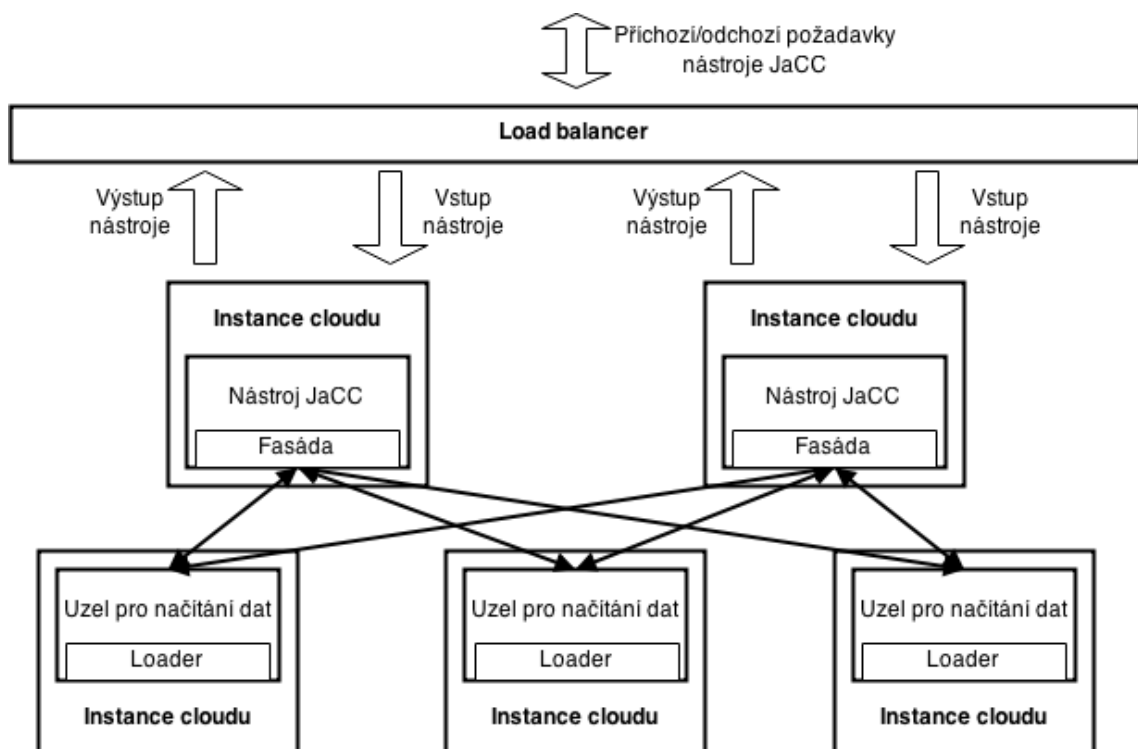 Příchozí/odchozí požadavky
nástroje JaCC
Load balancer
Výstup
nástroje
Vstup
nástroje
Výstup
nástroje
Vstup
nástroje
Instance cloudu
Instance cloudu
Nástroj JaCC
Nástroj JaCC
Fasáda
Fasáda
Uzel pro načítání dat
Uzel pro načítání dat
Uzel pro načítání dat
Loader
Loader
Loader
Instance cloudu
Instance cloudu
Instance cloudu